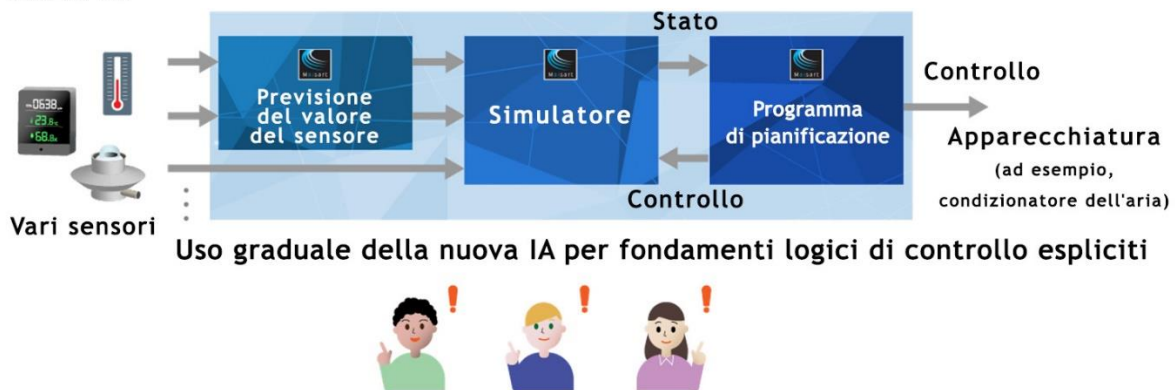 Stato
Previsione
del valore
del sensore
Simulatore
Programma
di pianificazione
Controllo
Apparecchiatura
(ad esempio,
condizionatore dell'aria)
Controllo
Vari sensori
Uso graduale della nuova IA per fondamenti logici di controllo espliciti